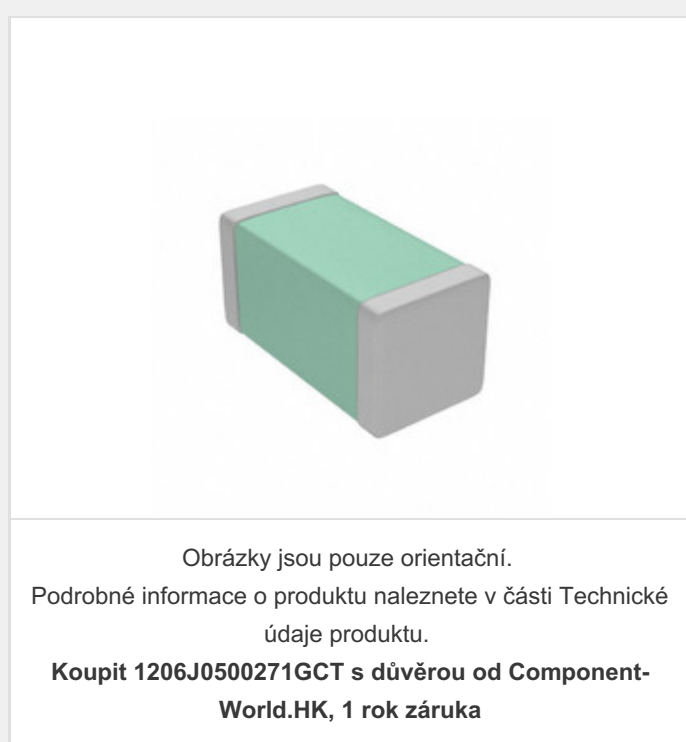 Obrázky jsou pouze orientační.
Podrobné informace o produktu naleznete v části Technické
údaje produktu.
Koupit 1206J0500271GCT s důvěrou od Component-
World.HK, 1 rok záruka